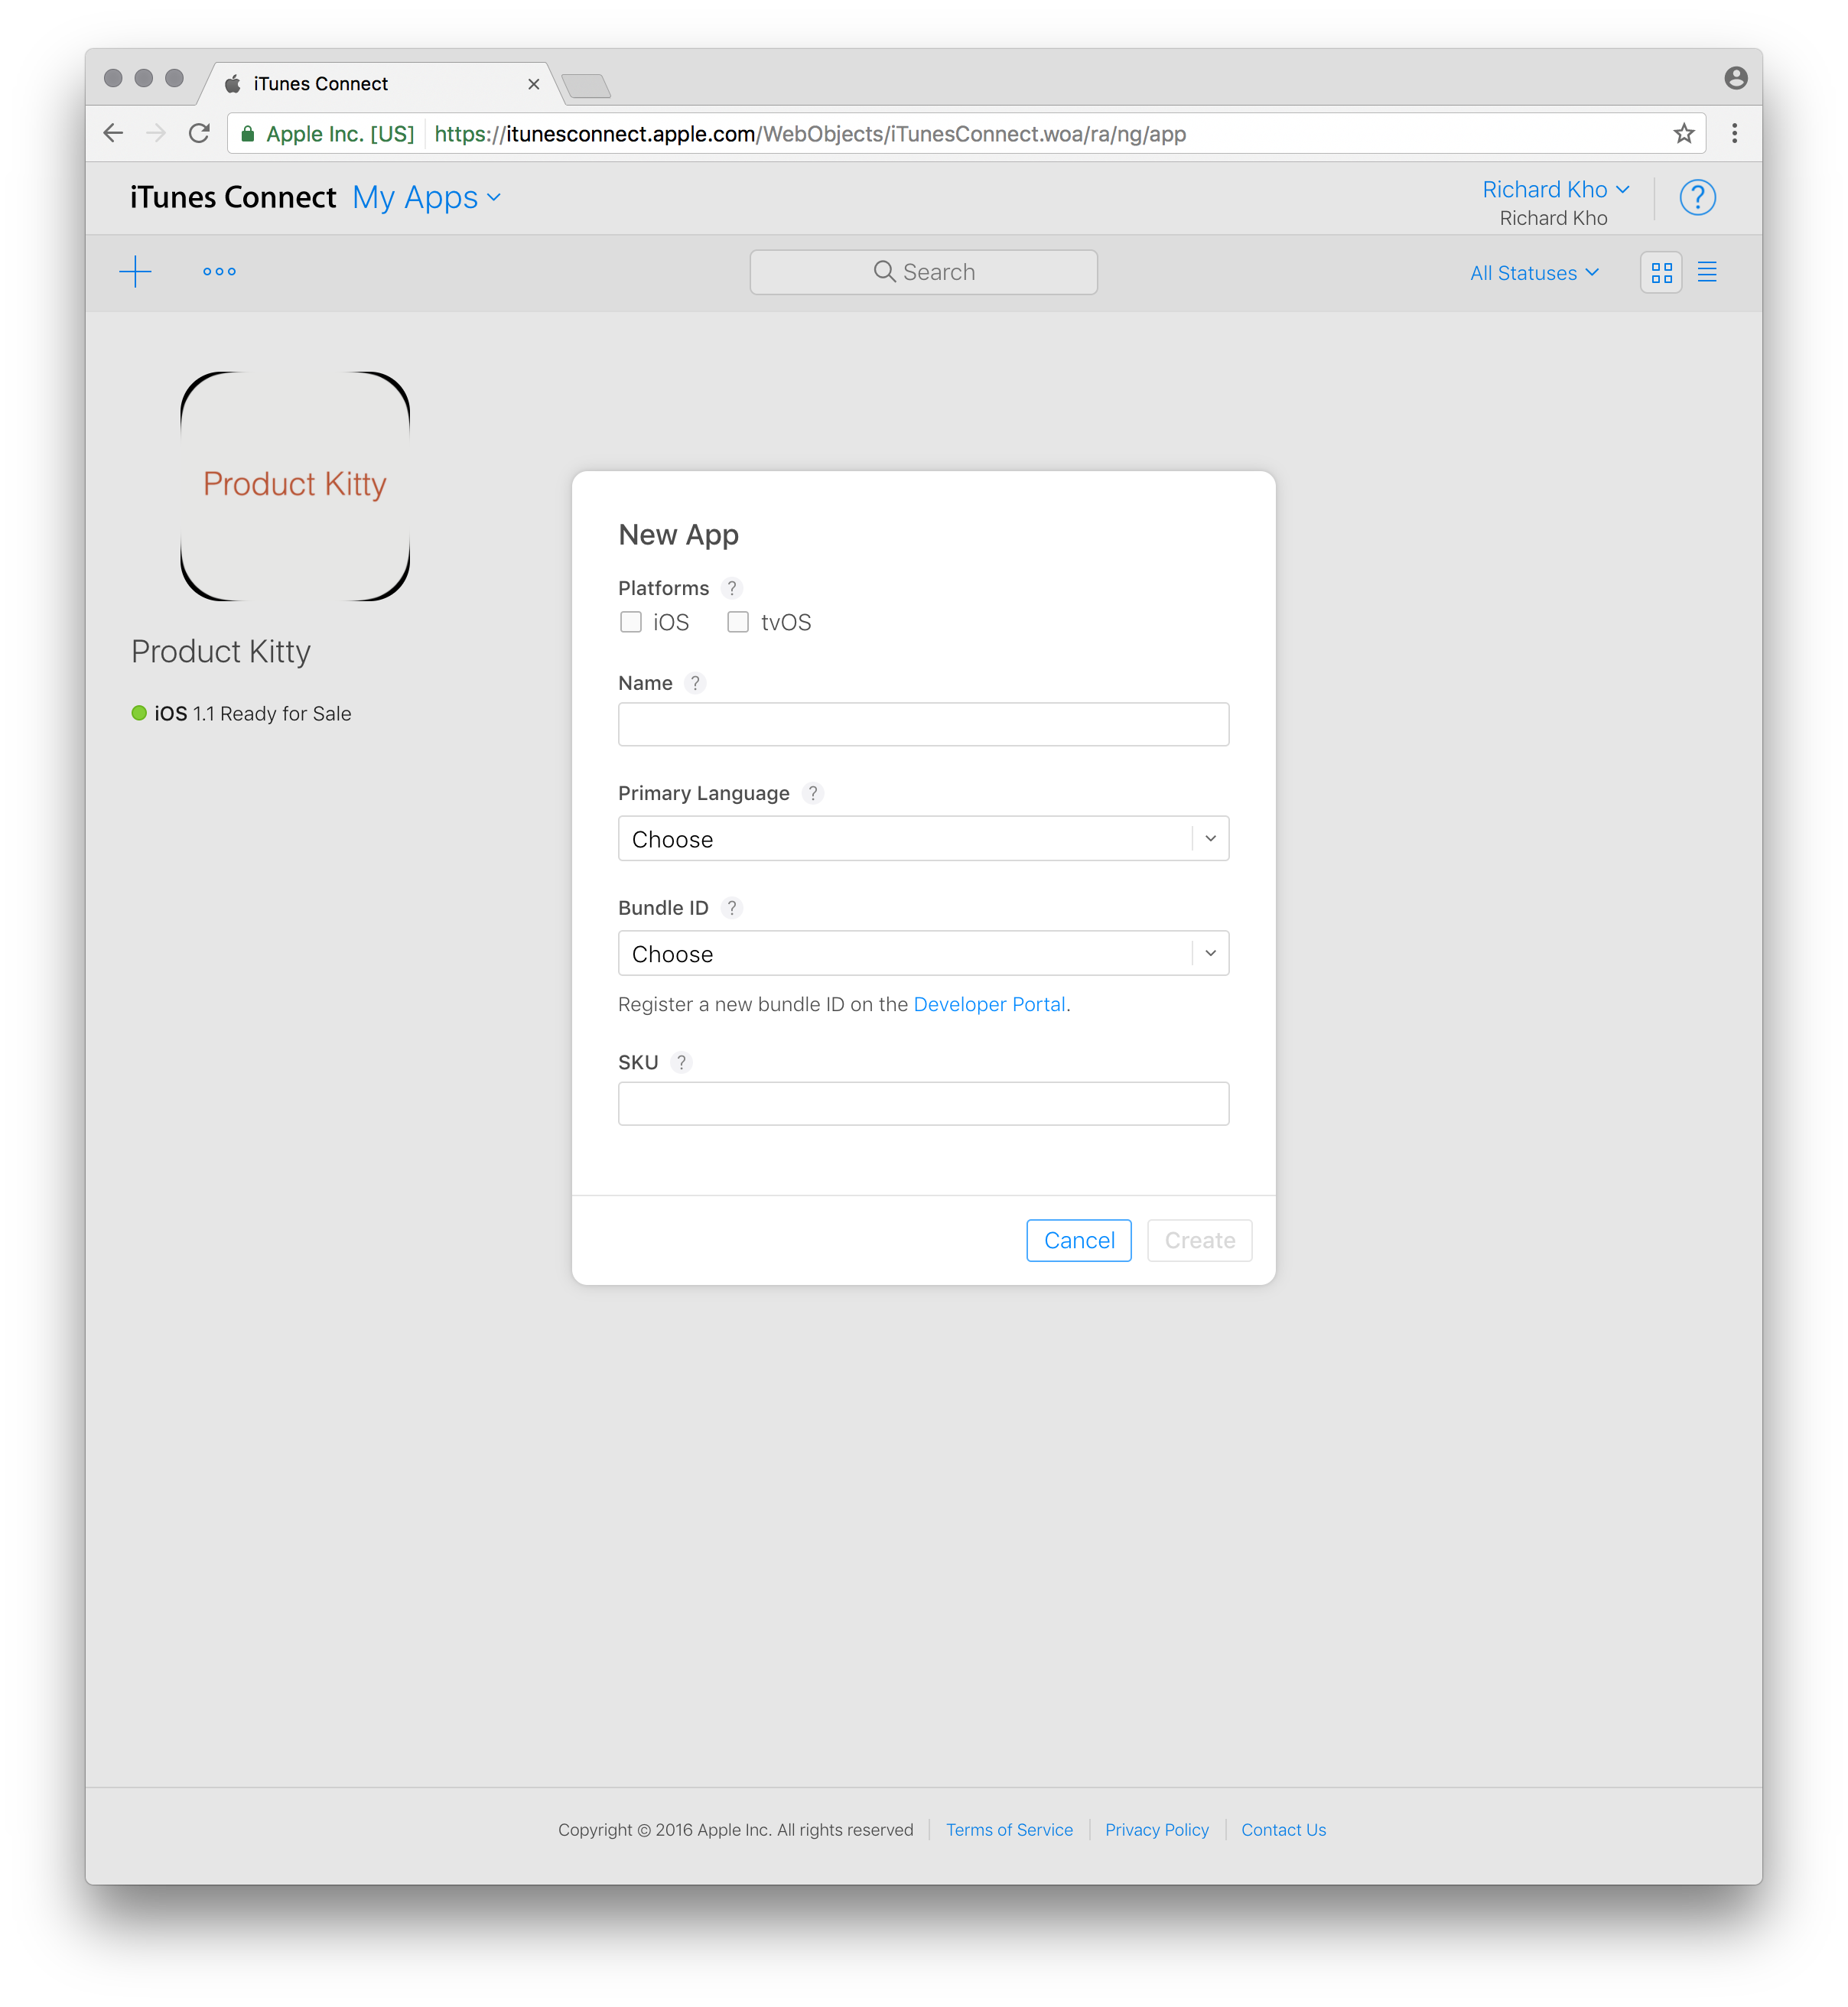 iTunes Connect
Apple Inc. [US] https://itunesconnect.apple.com/WebObjects/iTunesConnect.woa/ra/ng/app
iTunes Connect My Apps
Richard Kho
Richard Kho
?
Search
All Statuses
Product Kitty
Product Kitty
iOS 1.1 Ready for Sale
New App
Platforms ?
iOS tvOS
Name ?
Primary Language ?
Choose
Bundle ID ?
Choose
Register a new bundle ID on the Developer Portal.
SKU ?
Cancel Create
Copyright © 2016 Apple Inc. All rights reserved Terms of Service Privacy Policy Contact Us